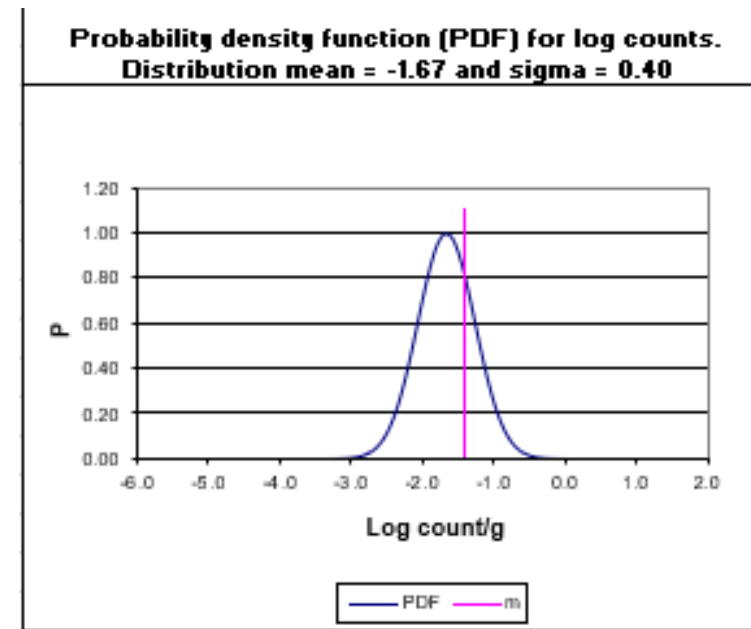 Probability density function (PDF) for log counts.
Distribution mean = -1.67 and sigma = 0.40
1.20
1.00
0.80
0.60
0.40
0.20
0.00
P
-6.0 -5.0 -4.0 -3.0 -2.0 -1.0 0.0 1.0 2.0
Log count/g
PDF m